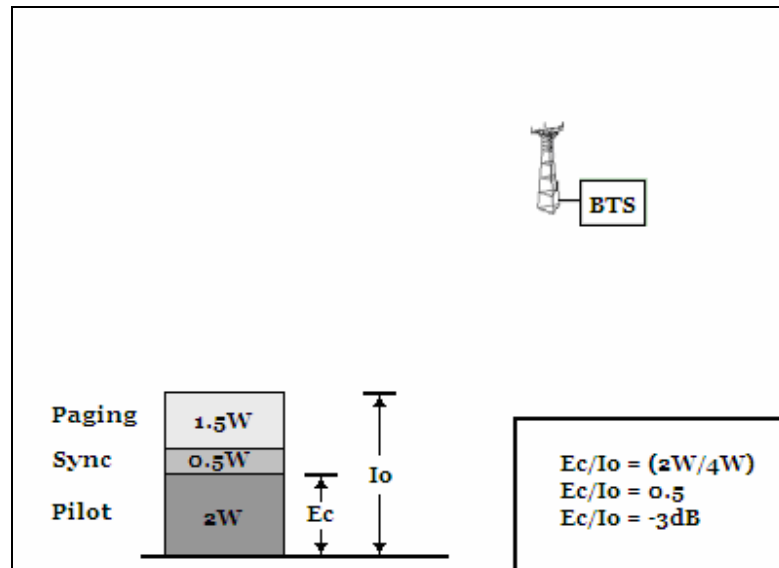 BTS
Paging
1.5W
Sync
0.5W
Pilot
2W
Ec
Io
Ec/Io = (2W/4W)
Ec/Io = 0.5
Ec/Io = -3dB